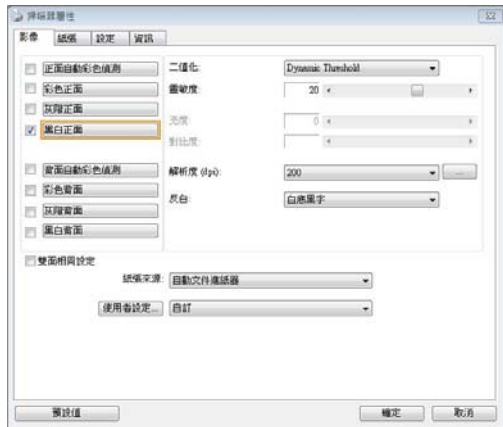 掃描器屬性
影像 紙張 設定 資訊
正面自動彩色偵測
彩色正面
灰階正面
黑白正面
背面自動彩色偵測
彩色背面
灰階背面
黑白背面
二值化: Dynamic Threshold
靈敏度: 20
亮度: 0
對比度:
解析度 (dpi): 200 ...
反白: 白底黑字
雙面相同設定
紙張來源: 自動文件進紙器
使用者設定... 自訂
預設值 確定 取消